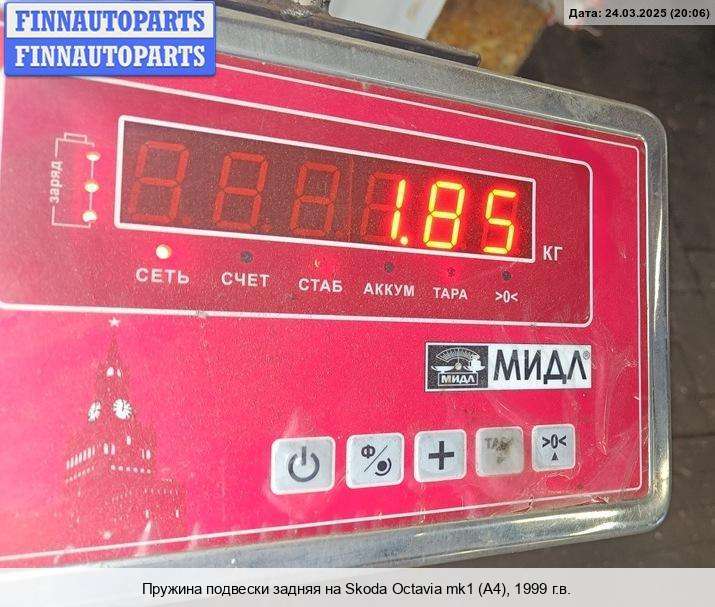 FINNAUTOPARTS
FINNAUTOPARTS
Дата: 24.03.2025 (20:06)
заряд
1.85
КГ
СЕТЬ СЧЕТ СТАБ АККУМ ТАРА >0<
МИДЛ МИДЛ®
Ф/ + >0<
Пружина подвески задняя на Skoda Octavia mk1 (A4), 1999 г.в.